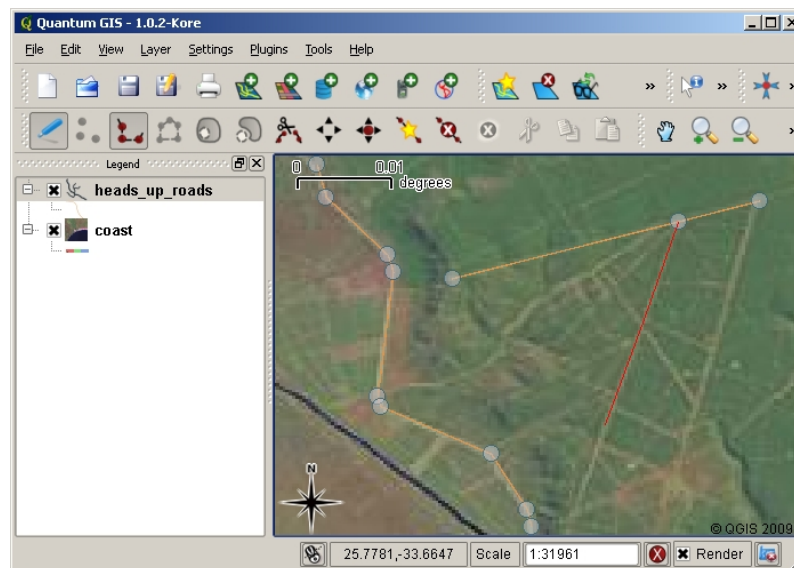 Quantum GIS - 1.0.2-Kore
File Edit View Layer Settings Plugins Tools Help
» »
Legend
heads_up_roads
coast
0 0.01
degrees
N
© QGIS 2009
25.7781,-33.6647 Scale 1:31961 Render